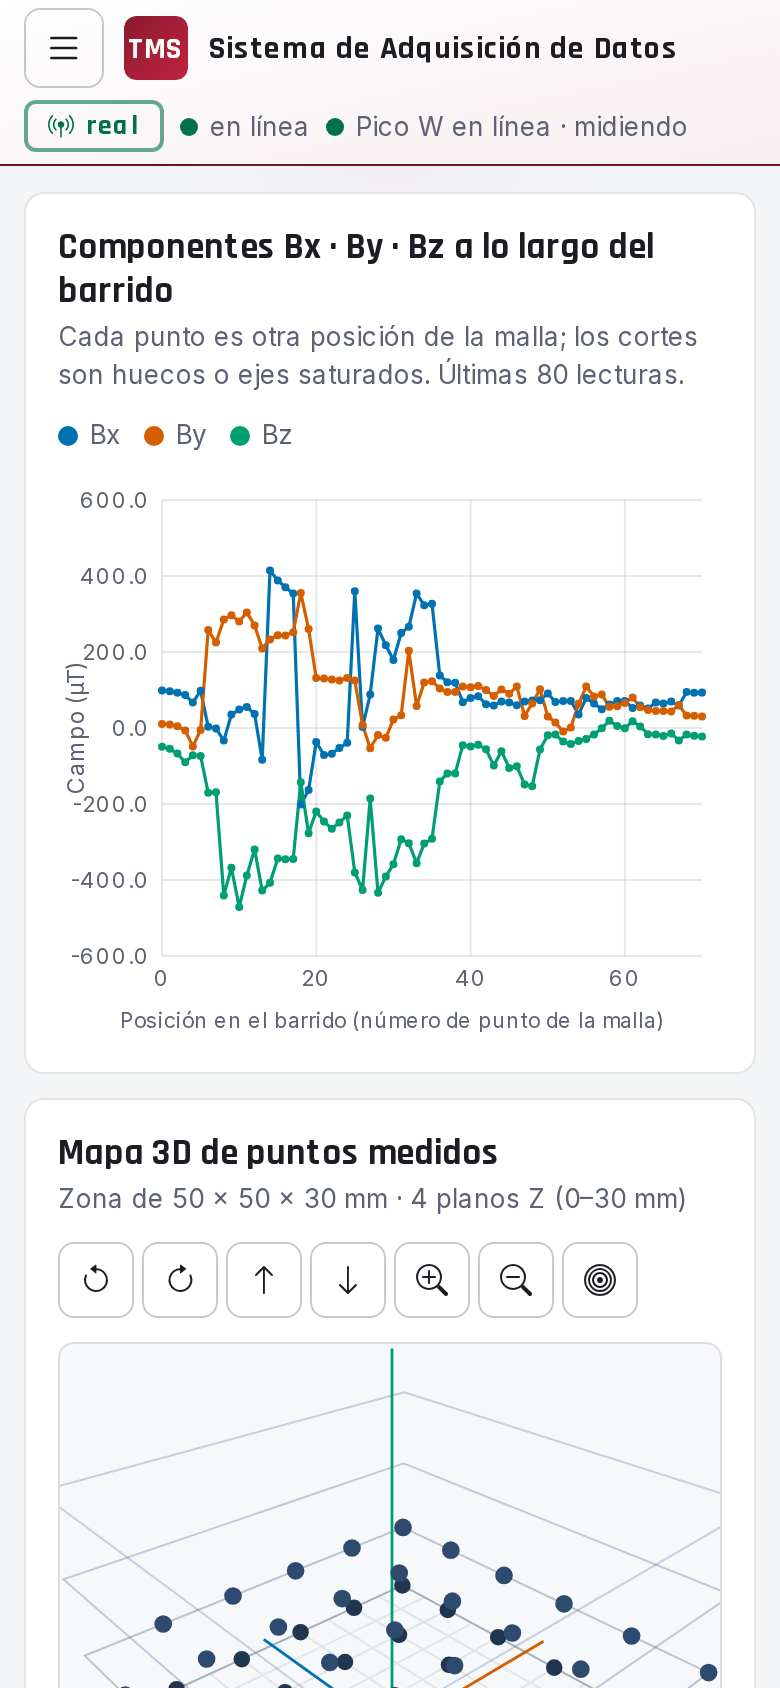 TMS Sistema de Adquisición de Datos
real en línea Pico W en línea · midiendo
Componentes Bx · By · Bz a lo largo del
barrido
Cada punto es otra posición de la malla; los cortes
son huecos o ejes saturados. Últimas 80 lecturas.
Bx By Bz
600.0
400.0
200.0
0.0
-200.0
-400.0
-600.0
Campo (µT)
0 20 40 60
Posición en el barrido (número de punto de la malla)
Mapa 3D de puntos medidos
Zona de 50 × 50 × 30 mm · 4 planos Z (0–30 mm)